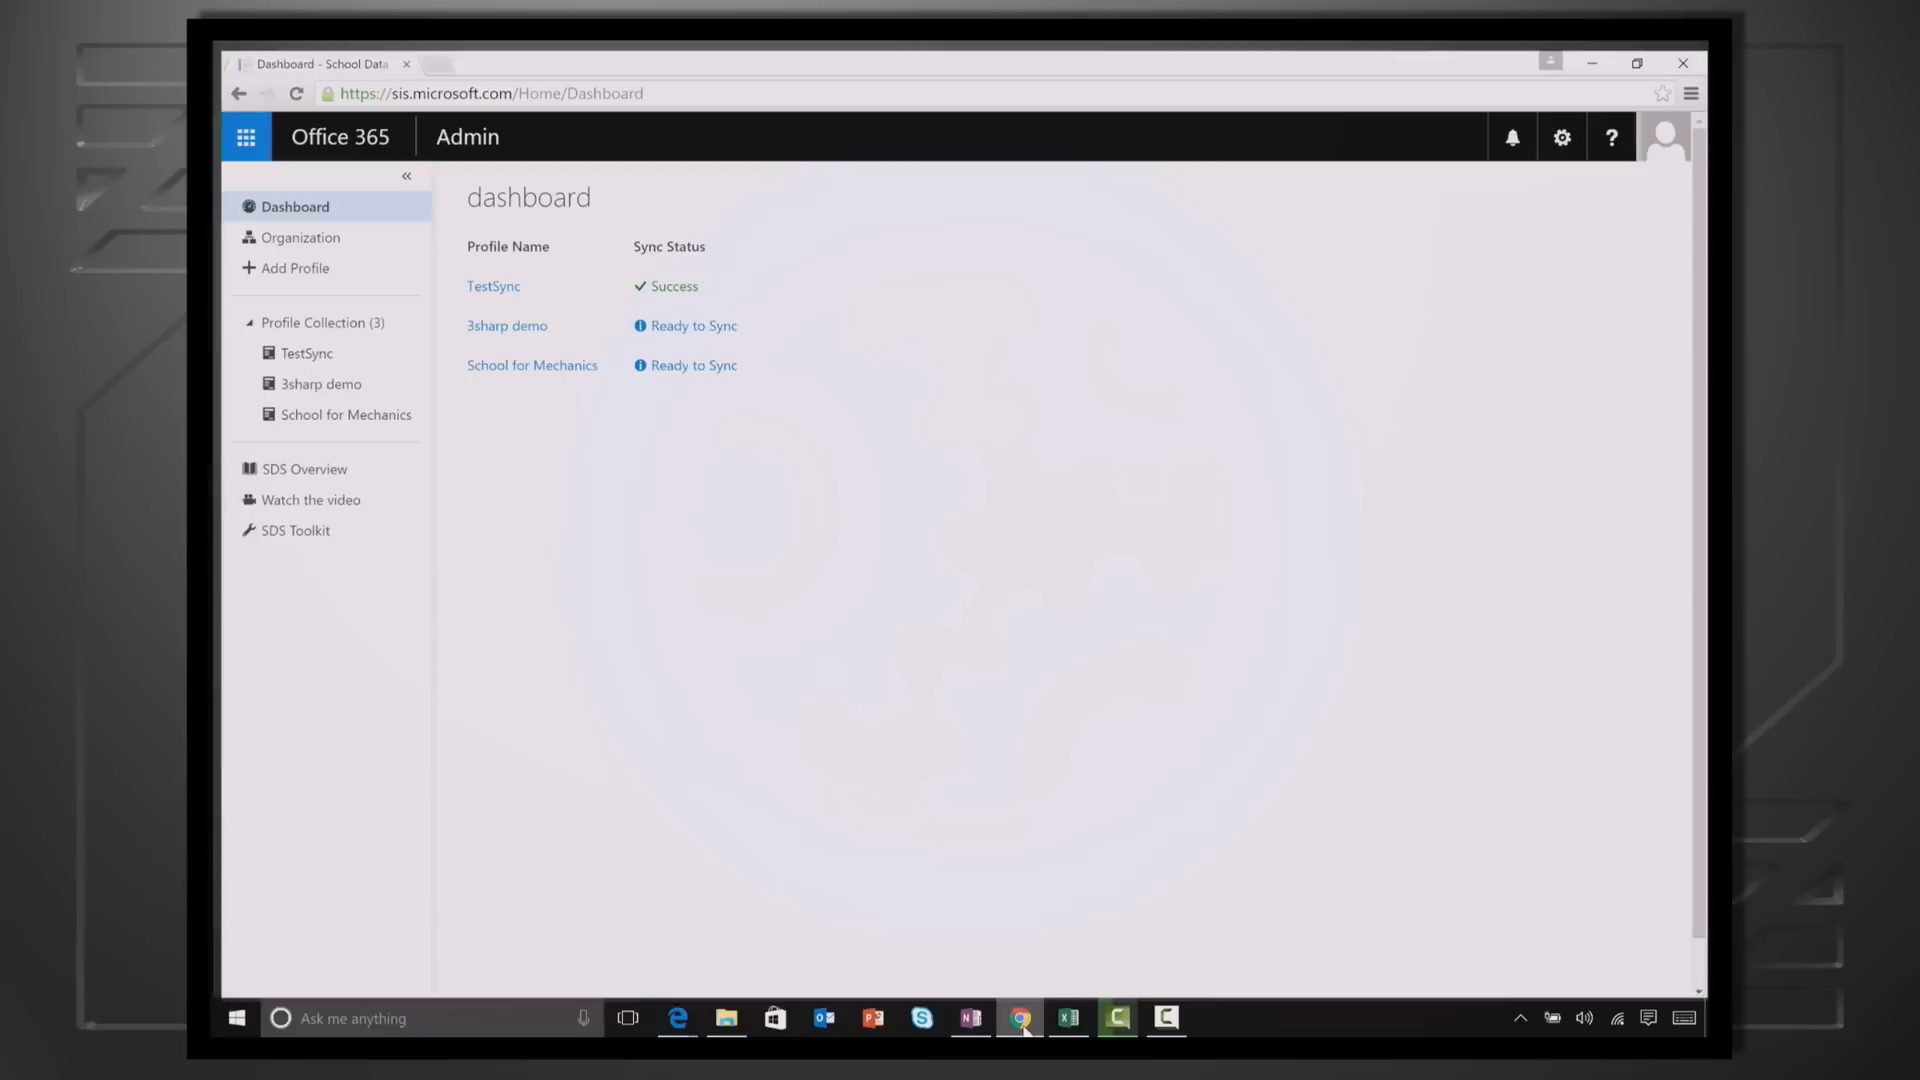 Dashboard - School Data
https://sis.microsoft.com/Home/Dashboard
Office 365
Admin
Dashboard
Organization
Add Profile
Profile Collection (3)
TestSync
3sharp demo
School for Mechanics
SDS Overview
Watch the video
SDS Toolkit
dashboard
Profile Name Sync Status
TestSync Success
3sharp demo Ready to Sync
School for Mechanics Ready to Sync
Ask me anything